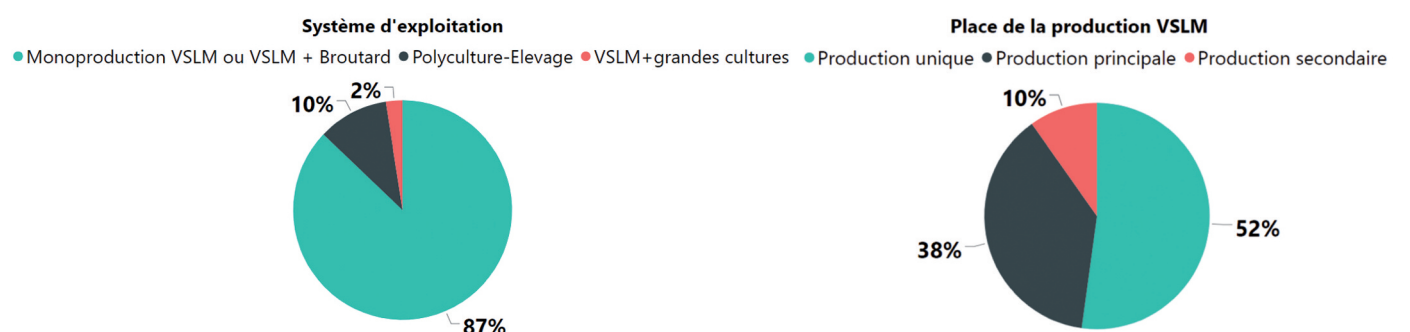 Système d'exploitation
Monoproduction VSLM ou VSLM + Broutard Polyculture-Elevage VSLM+grandes cultures
2%
10%
87%
Place de la production VSLM
Production unique Production principale Production secondaire
10%
38%
52%